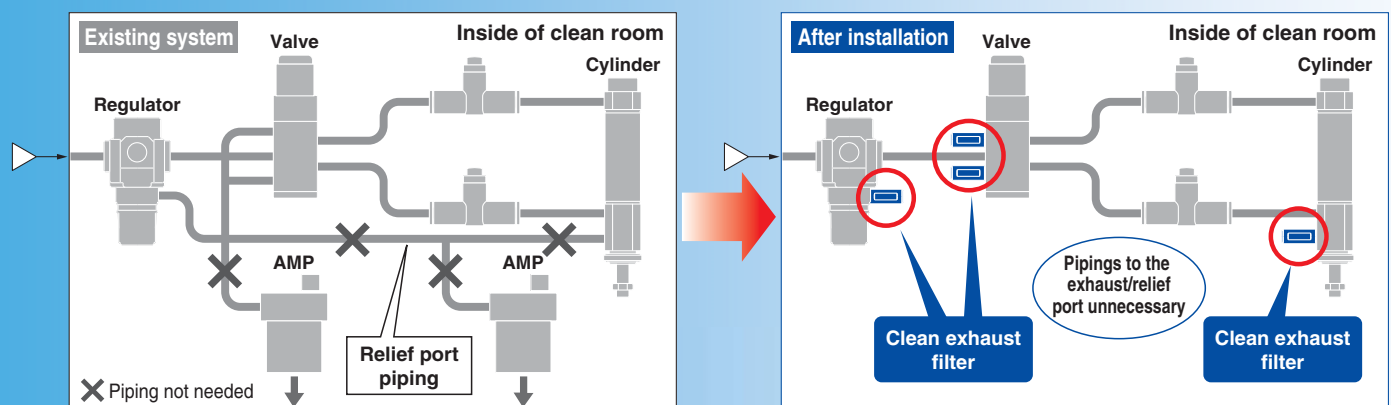 Existing system
Valve
Inside of clean room
Cylinder
Regulator
AMP
AMP
Relief port
piping
Piping not needed
After installation
Valve
Inside of clean room
Cylinder
Regulator
Pipings to the
exhaust/relief
port unnecessary
Clean exhaust
filter
Clean exhaust
filter